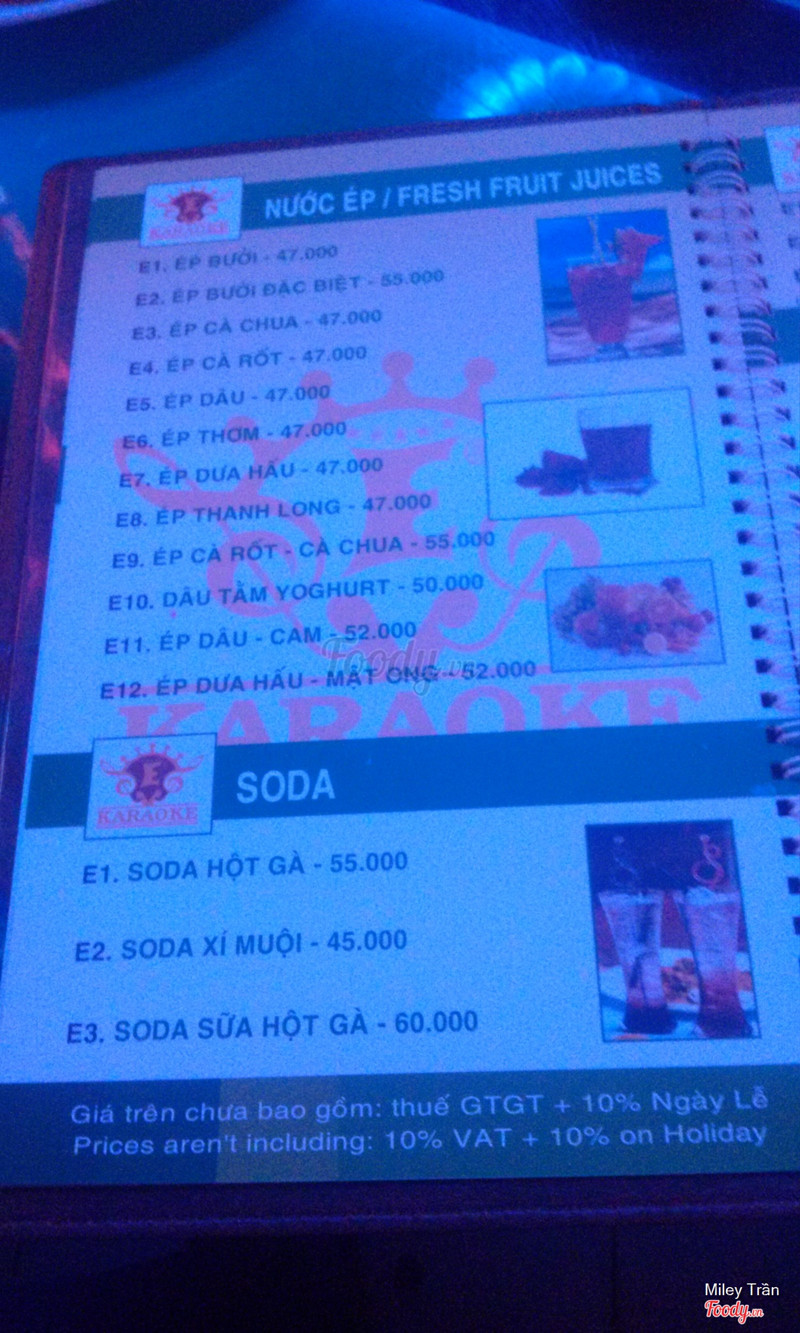 NƯỚC ÉP / FRESH FRUIT JUICES
KARAOKE
E1. ÉP BƯỞI - 47.000
E2. ÉP BƯỞI ĐẶC BIỆT - 55.000
E3. ÉP CÀ CHUA - 47.000
E4. ÉP CÀ RỐT - 47.000
E5. ÉP DÂU - 47.000
E6. ÉP THƠM - 47.000
E7. ÉP DƯA HẤU - 47.000
E8. ÉP THANH LONG - 47.000
E9. ÉP CÀ RỐT - CÀ CHUA - 55.000
E10. DÂU TẰM YOGHURT - 50.000
E11. ÉP DÂU - CAM - 52.000
E12. ÉP DƯA HẤU - MẬT ONG - 52.000
Foody.vn
E
KARAOKE
E
KARAOKE
SODA
E1. SODA HỘT GÀ - 55.000
E2. SODA XÍ MUỘI - 45.000
E3. SODA SỮA HỘT GÀ - 60.000
Giá trên chưa bao gồm: thuế GTGT + 10% Ngày Lễ
Prices aren't including: 10% VAT + 10% on Holiday
Miley Trần
Foody.vn